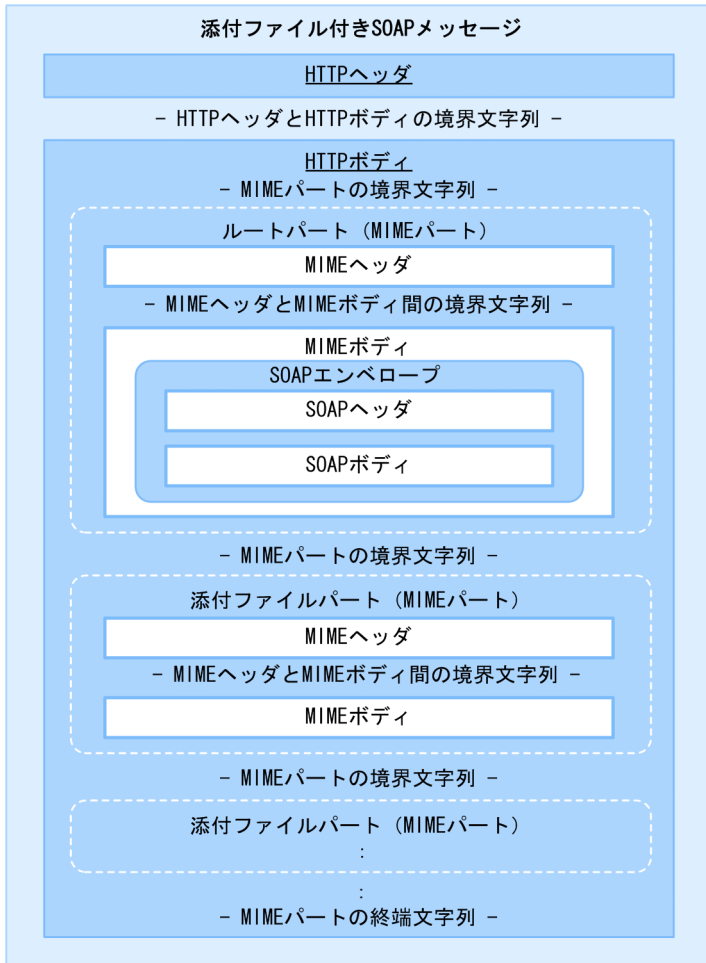 添付ファイル付きSOAPメッセージ
HTTPヘッダ
− HTTPヘッダとHTTPボディの境界文字列 −
HTTPボディ
− MIMEパートの境界文字列 −
ルートパート（MIMEパート）
MIMEヘッダ
− MIMEヘッダとMIMEボディ間の境界文字列 −
MIMEボディ
SOAPエンベロープ
SOAPヘッダ
SOAPボディ
− MIMEパートの境界文字列 −
添付ファイルパート（MIMEパート）
MIMEヘッダ
− MIMEヘッダとMIMEボディ間の境界文字列 −
MIMEボディ
− MIMEパートの境界文字列 −
添付ファイルパート（MIMEパート）
:
:
− MIMEパートの終端文字列 −